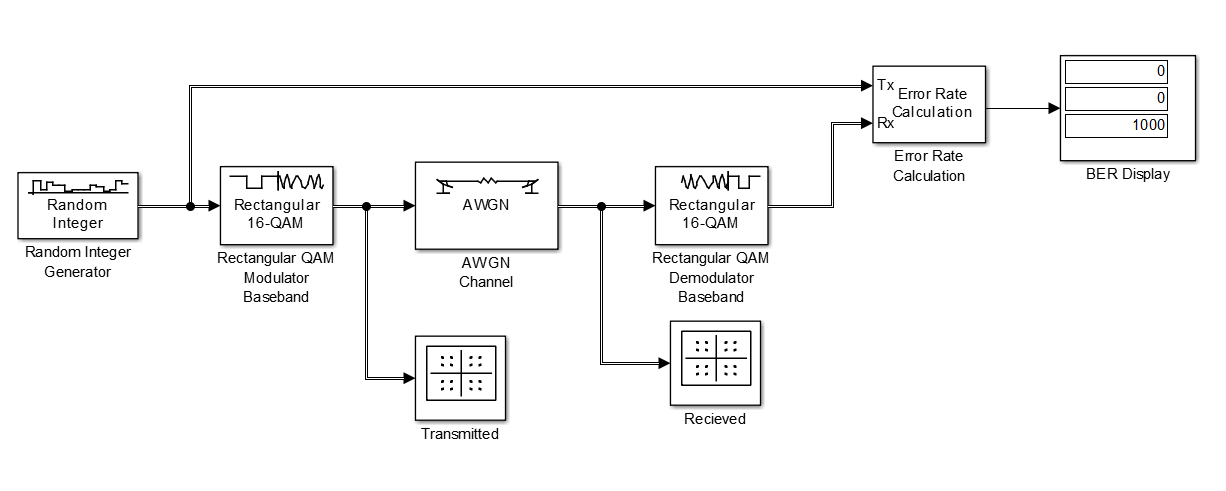 Random
Integer
Random Integer
Generator
Rectangular
16-QAM
Rectangular QAM
Modulator
Baseband
AWGN
AWGN
Channel
Rectangular
16-QAM
Rectangular QAM
Demodulator
Baseband
Transmitted
Recieved
Tx
Rx
Error Rate
Calculation
Error Rate
Calculation
0
0
1000
BER Display